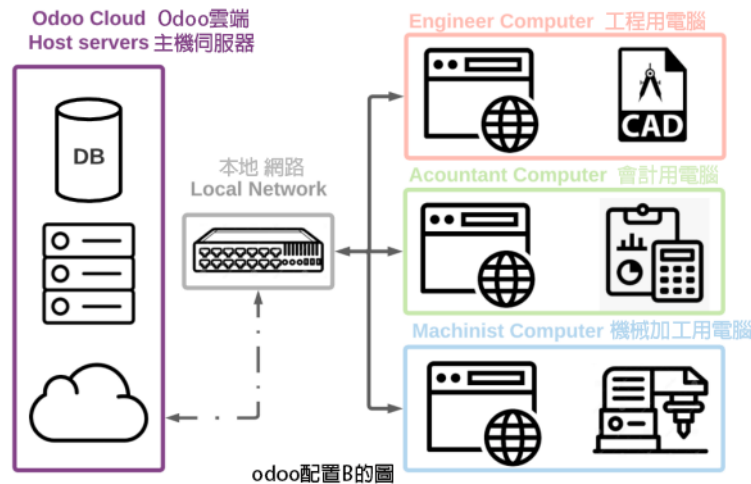 Odoo Cloud Odoo雲端
Host servers 主機伺服器
DB
本地 網路
Local Network
Engineer Computer 工程用電腦
CAD
Acountant Computer 會計用電腦
Machinist Computer 機械加工用電腦
odoo配置B的圖